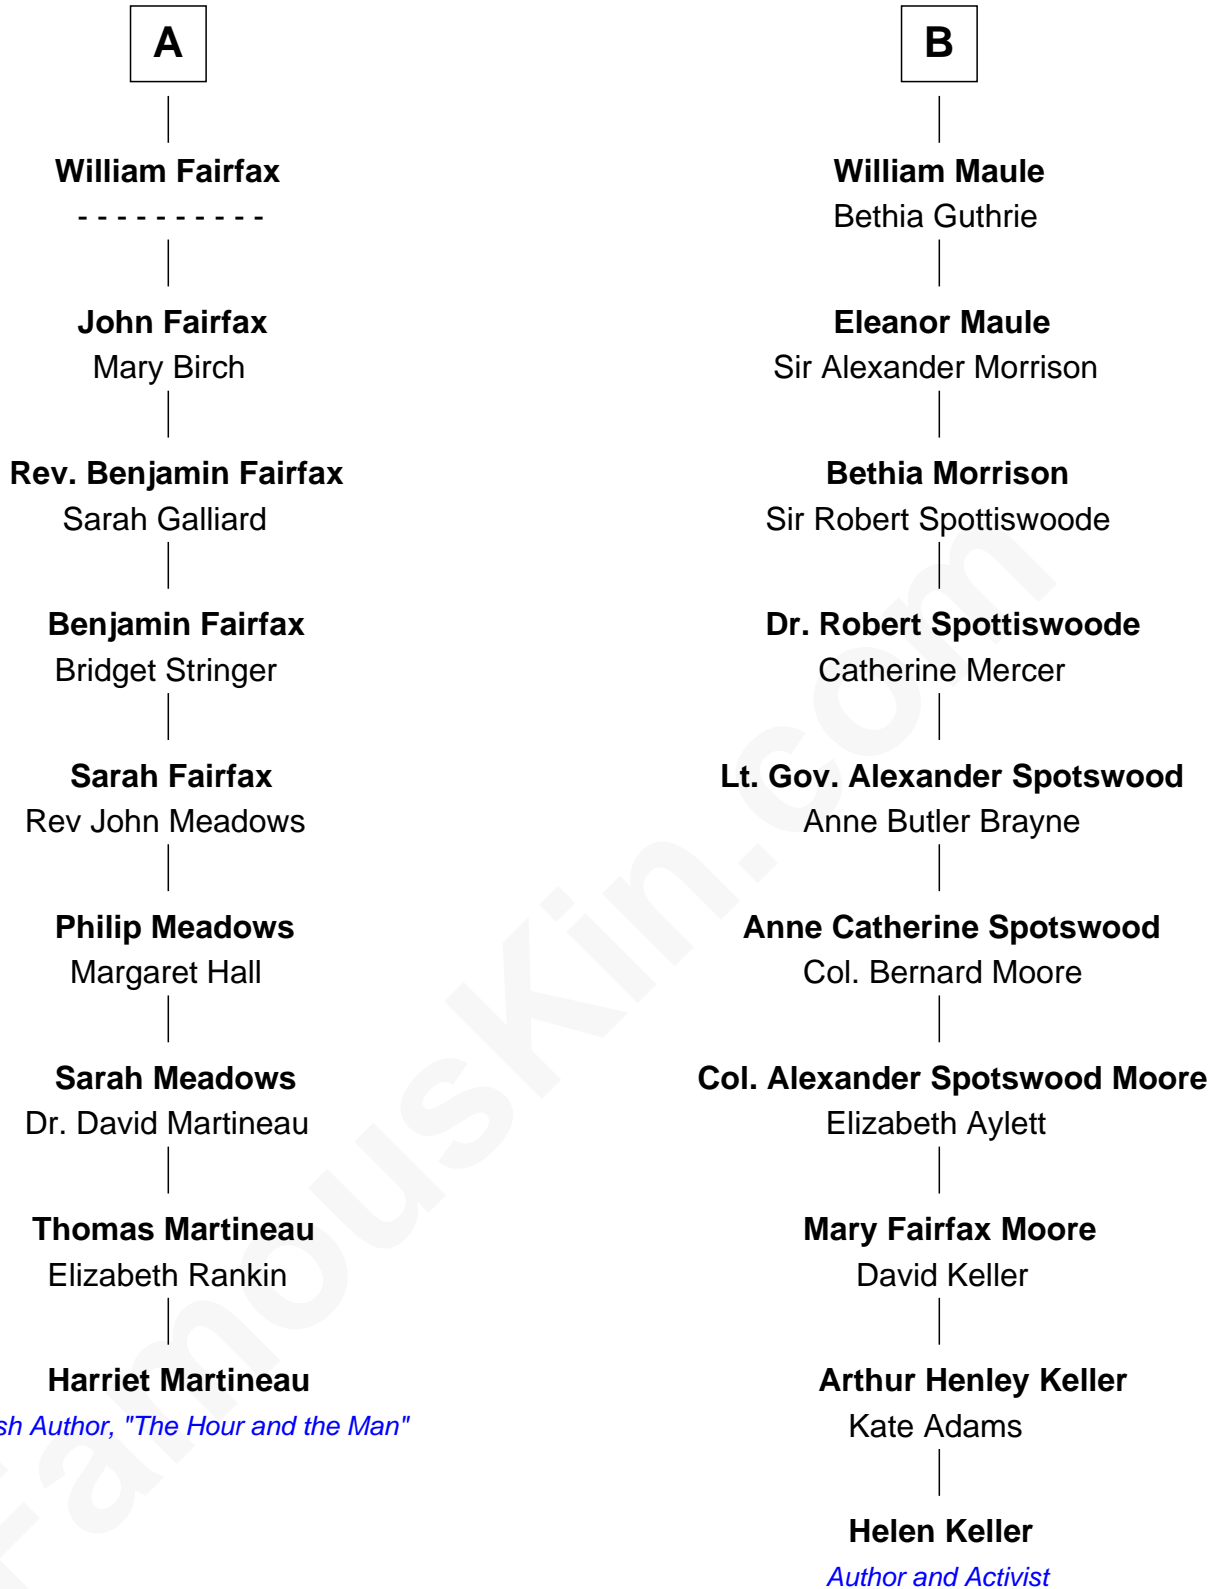 A
William Fairfax
- - - - - - - - - -
John Fairfax
Mary Birch
Rev. Benjamin Fairfax
Sarah Galliard
Benjamin Fairfax
Bridget Stringer
Sarah Fairfax
Rev John Meadows
Philip Meadows
Margaret Hall
Sarah Meadows
Dr. David Martineau
Thomas Martineau
Elizabeth Rankin
Harriet Martineau
Author, "The Hour and the Man"
B
William Maule
Bethia Guthrie
Eleanor Maule
Sir Alexander Morrison
Bethia Morrison
Sir Robert Spottiswoode
Dr. Robert Spottiswoode
Catherine Mercer
Lt. Gov. Alexander Spotswood
Anne Butler Brayne
Anne Catherine Spotswood
Col. Bernard Moore
Col. Alexander Spotswood Moore
Elizabeth Aylett
Mary Fairfax Moore
David Keller
Arthur Henley Keller
Kate Adams
Helen Keller
Author and Activist
FamousKin.com